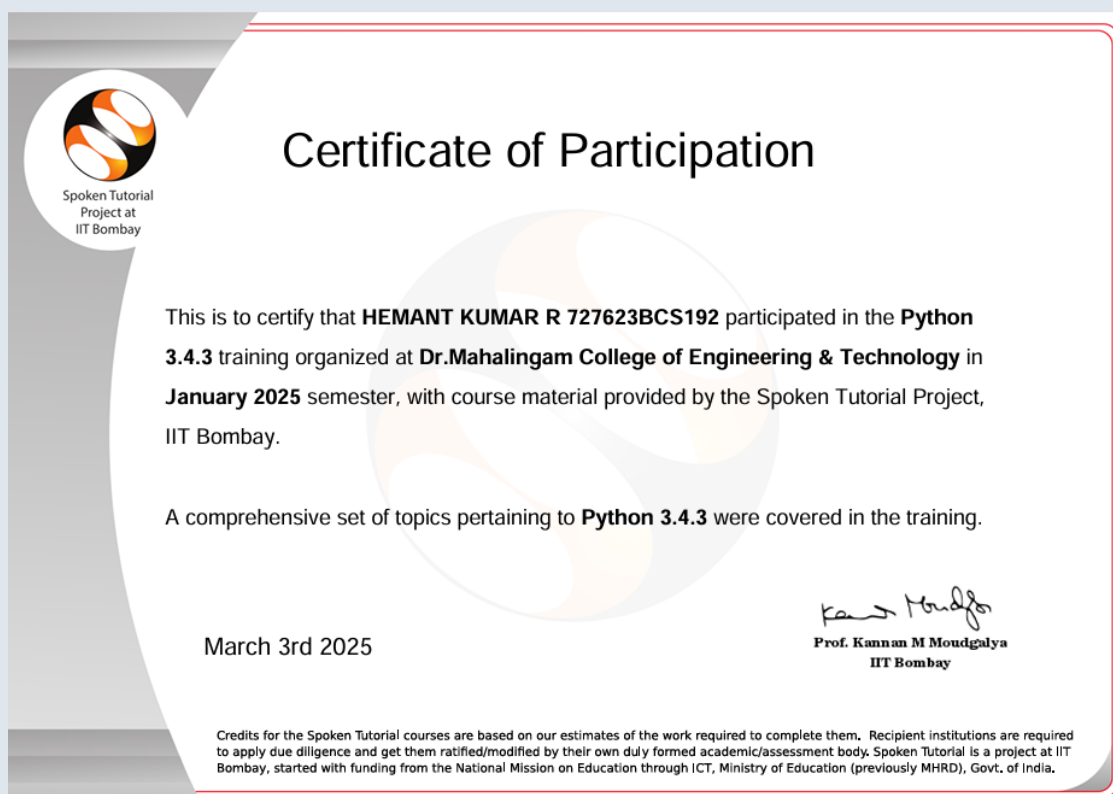 Spoken Tutorial
Project at
IIT Bombay
Certificate of Participation
This is to certify that HEMANT KUMAR R 727623BCS192 participated in the Python
3.4.3 training organized at Dr.Mahalingam College of Engineering & Technology in
January 2025 semester, with course material provided by the Spoken Tutorial Project,
IIT Bombay.
A comprehensive set of topics pertaining to Python 3.4.3 were covered in the training.
March 3rd 2025
Prof. Kannan M Moudgalya
IIT Bombay
Credits for the Spoken Tutorial courses are based on our estimates of the work required to complete them. Recipient institutions are required
to apply due diligence and get them ratified/modified by their own duly formed academic/assessment body. Spoken Tutorial is a project at IIT
Bombay, started with funding from the National Mission on Education through ICT, Ministry of Education (previously MHRD), Govt. of India.